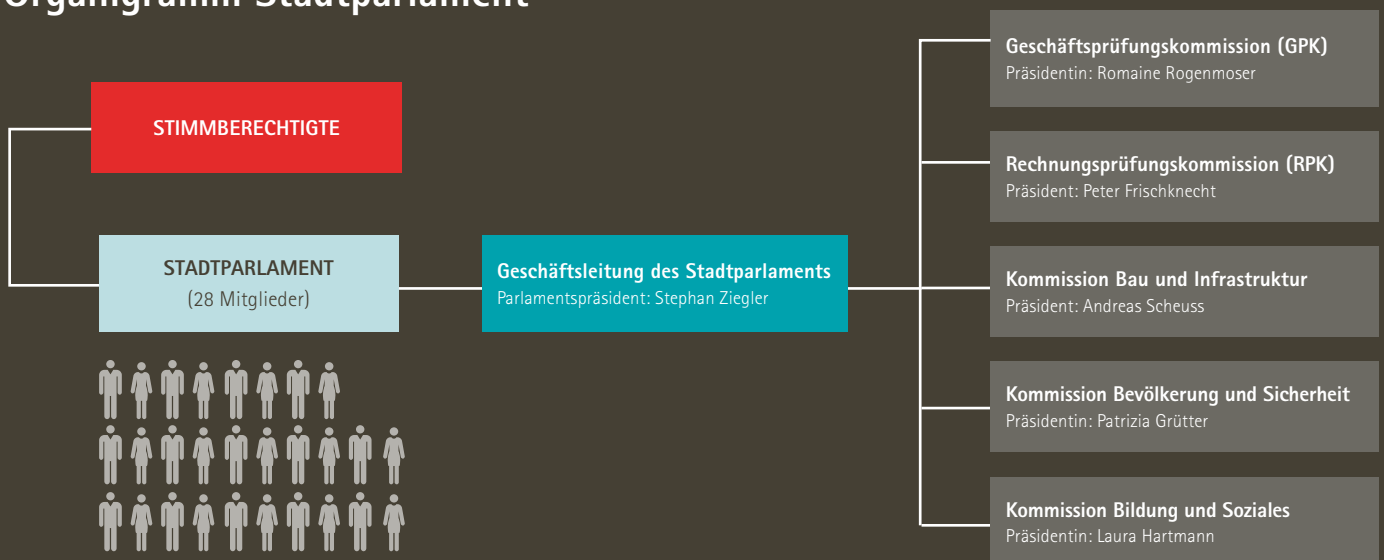 Organigramm Stadtparlament
STIMMBERECHTIGTE
STADTPARLAMENT
(28 Mitglieder)
Geschäftsleitung des Stadtparlaments
Parlamentspräsident: Stephan Ziegler
Geschäftsprüfungskommission (GPK)
Präsidentin: Romaine Rogenmoser
Rechnungsprüfungskommission (RPK)
Präsident: Peter Frischknecht
Kommission Bau und Infrastruktur
Präsident: Andreas Scheuss
Kommission Bevölkerung und Sicherheit
Präsidentin: Patrizia Grütter
Kommission Bildung und Soziales
Präsidentin: Laura Hartmann